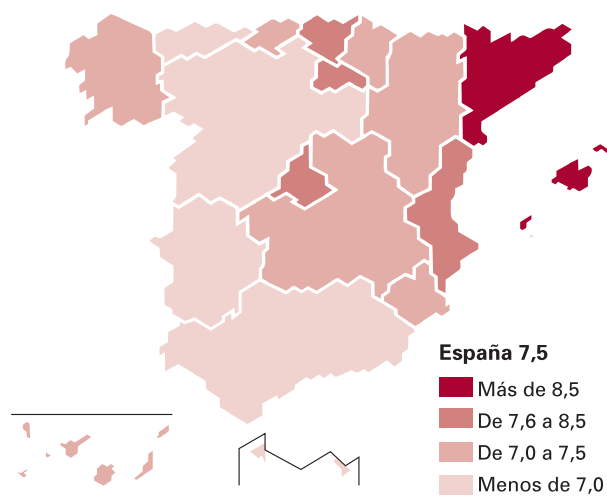 España 7,5
Más de 8,5
De 7,6 a 8,5
De 7,0 a 7,5
Menos de 7,0